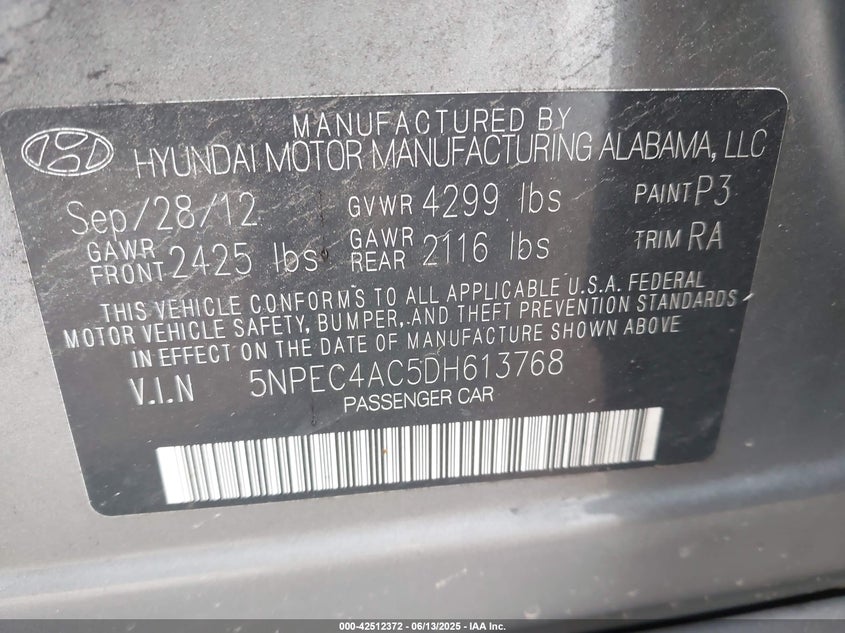 MANUFACTURED BY
HYUNDAI MOTOR MANUFACTURING ALABAMA, LLC
Sep/28/12 GVWR 4299 lbs PAINT P3
GAWR FRONT 2425 lbs GAWR REAR 2116 lbs TRIM RA
THIS VEHICLE CONFORMS TO ALL APPLICABLE U.S.A. FEDERAL
MOTOR VEHICLE SAFETY, BUMPER, AND THEFT PREVENTION STANDARDS
IN EFFECT ON THE DATE OF MANUFACTURE SHOWN ABOVE
V.I.N 5NPEC4AC5DH613768
PASSENGER CAR
000-42512372 - 06/13/2025 - IAA Inc.